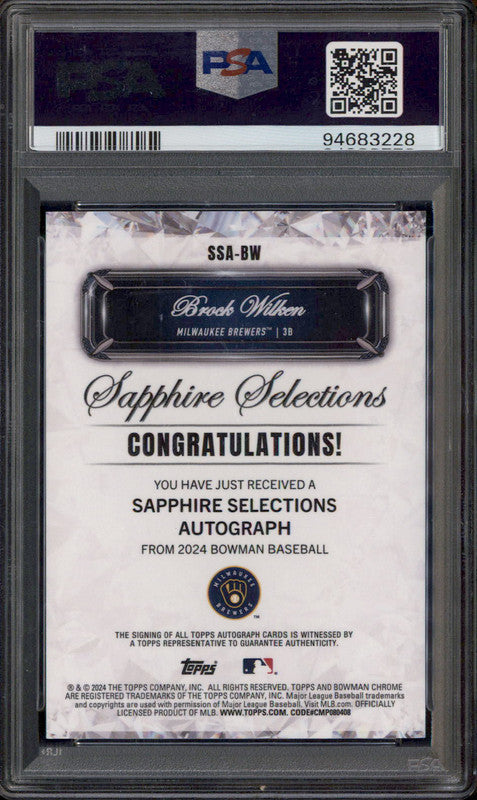 PSA
94683228
SSA-BW
Brock Wilken
MILWAUKEE BREWERS™ | 3B
Sapphire Selections
CONGRATULATIONS!
YOU HAVE JUST RECEIVED A
SAPPHIRE SELECTIONS
AUTOGRAPH
FROM 2024 BOWMAN BASEBALL
MILWAUKEE
BREWERS
™
THE SIGNING OF ALL TOPPS AUTOGRAPH CARDS IS WITNESSED BY
A TOPPS REPRESENTATIVE TO GUARANTEE AUTHENTICITY.
topps
® & © 2024 THE TOPPS COMPANY, INC. ALL RIGHTS RESERVED. TOPPS AND BOWMAN CHROME
ARE REGISTERED TRADEMARKS OF THE TOPPS COMPANY, INC. Major League Baseball trademarks
and copyrights are used with permission of Major League Baseball. Visit MLB.com. OFFICIALLY
LICENSED PRODUCT OF MLB. WWW.TOPPS.COM. CODE#CMP080408
PSA